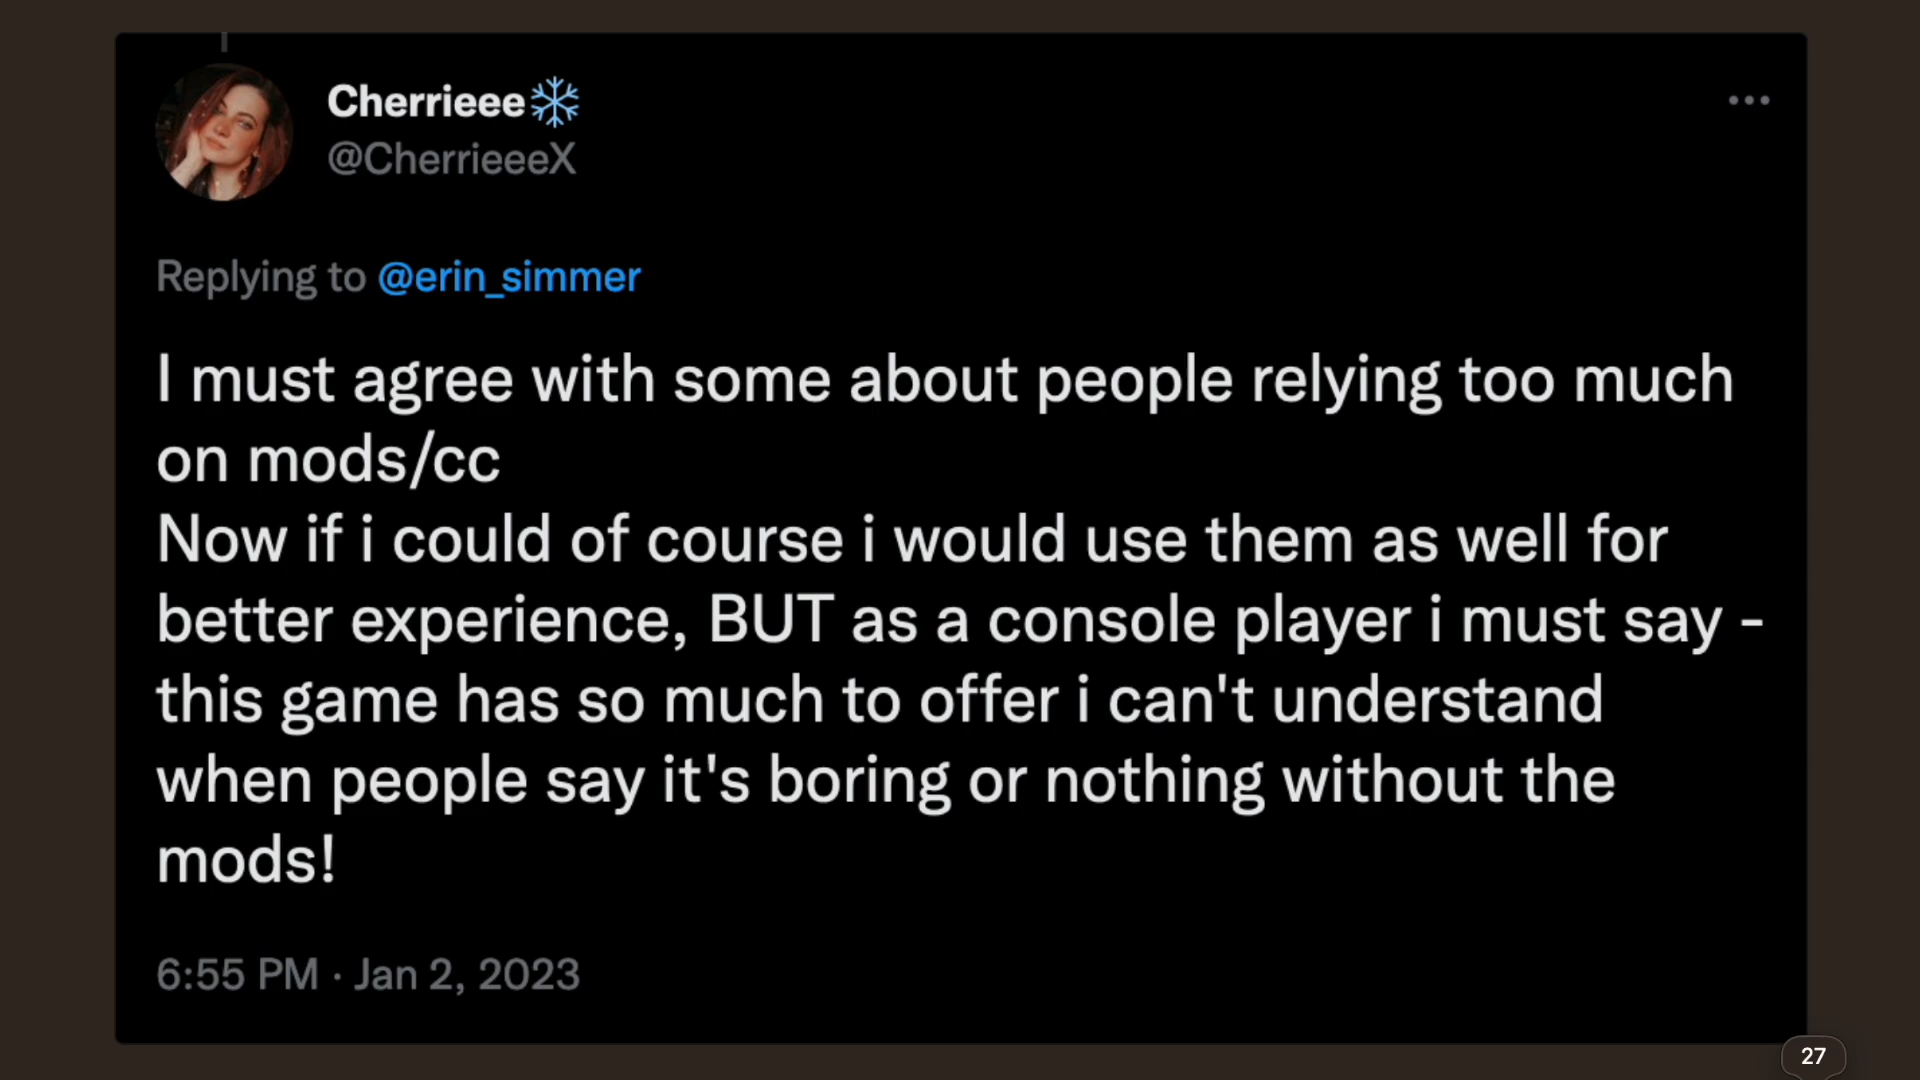 Cherrieee❄️
@CherrieeeX
Replying to @erin_simmer
I must agree with some about people relying too much
on mods/cc
Now if i could of course i would use them as well for
better experience, BUT as a console player i must say -
this game has so much to offer i can't understand
when people say it's boring or nothing without the
mods!
6:55 PM · Jan 2, 2023
27